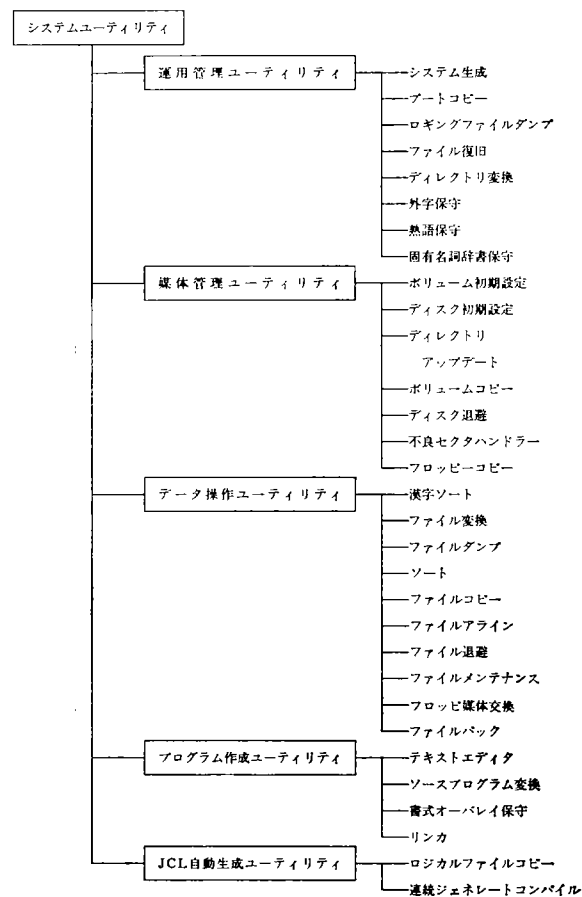 システムユーティリティ
運用管理ユーティリティ
システム生成
ブートコピー
ロギングファイルダンプ
ファイル復旧
ディレクトリ変換
外字保守
熟語保守
固有名詞辞書保守
媒体管理ユーティリティ
ボリューム初期設定
ディスク初期設定
ディレクトリ
アップデート
ボリュームコピー
ディスク退避
不良セクタハンドラー
フロッピーコピー
データ操作ユーティリティ
漢字ソート
ファイル変換
ファイルダンプ
ソート
ファイルコピー
ファイルアライン
ファイル退避
ファイルメンテナンス
フロッピ媒体交換
ファイルパック
プログラム作成ユーティリティ
テキストエディタ
ソースプログラム変換
書式オーバレイ保守
リンカ
JCL自動生成ユーティリティ
ロジカルファイルコピー
連続ジェネレートコンパイル